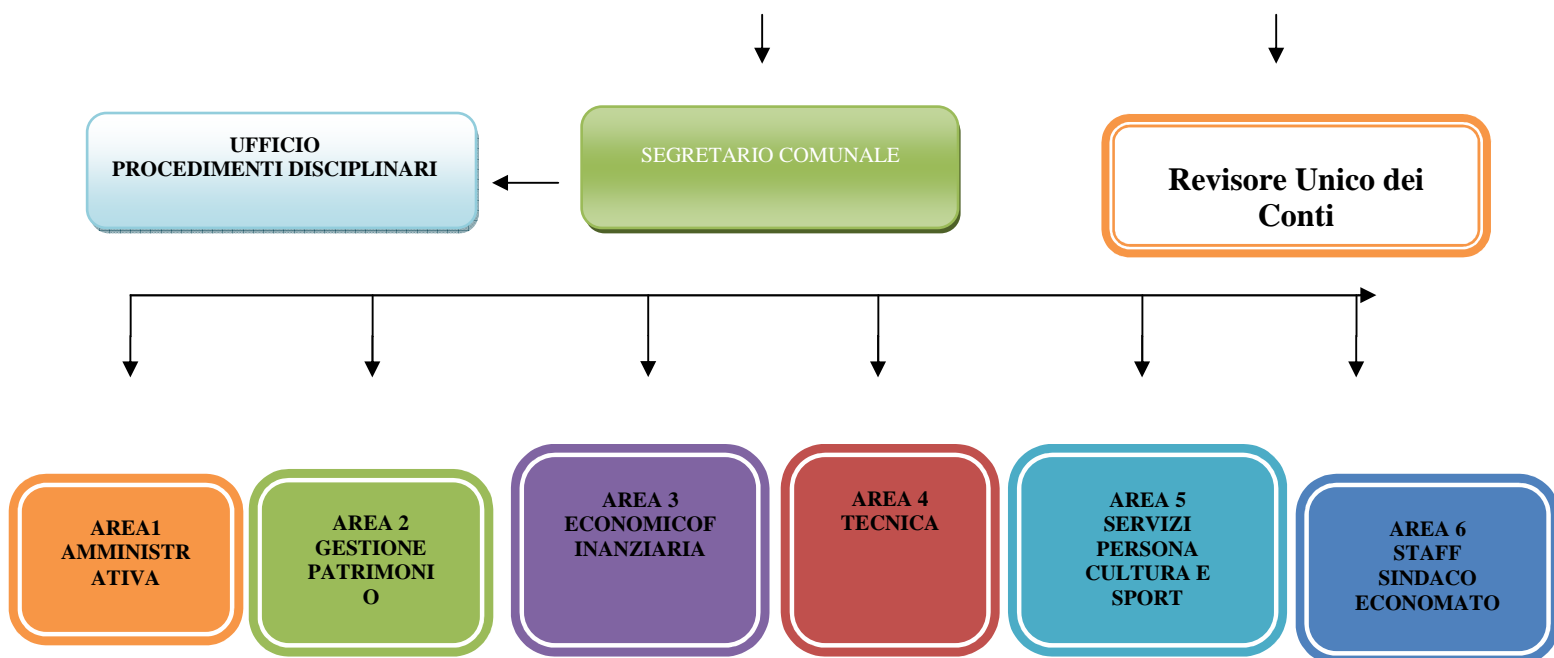 UFFICIO
PROCEDIMENTI DISCIPLINARI
SEGRETARIO COMUNALE
Revisore Unico dei
Conti
AREA1
AMMINISTR
ATIVA
AREA 2
GESTIONE
PATRIMONI
O
AREA 3
ECONOMICOF
INANZIARIA
AREA 4
TECNICA
AREA 5
SERVIZI
PERSONA
CULTURA E
SPORT
AREA 6
STAFF
SINDACO
ECONOMATO